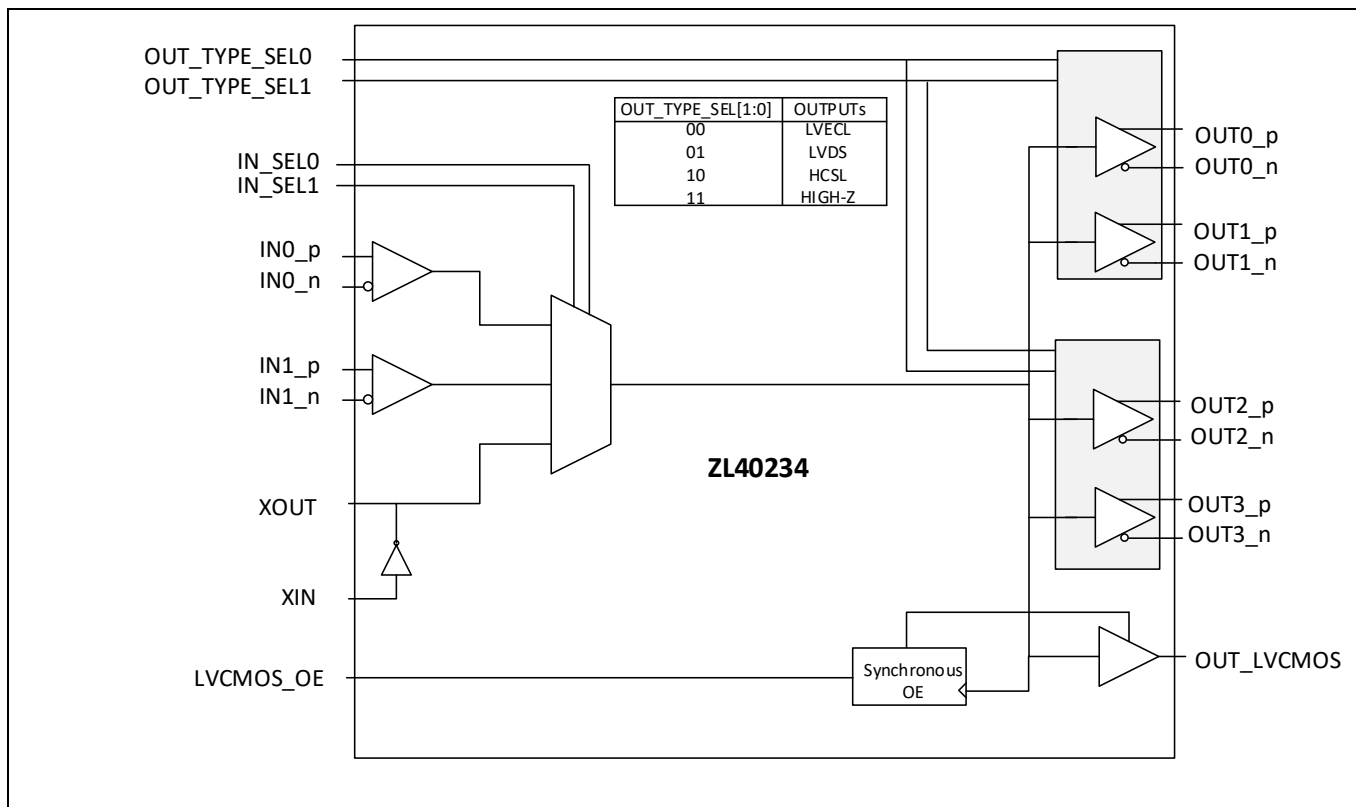 OUT_TYPE_SEL0
OUT_TYPE_SEL1
OUT_TYPE_SEL[1:0] OUTPUTs
00 LVECL
01 LVDS
10 HCSL
11 HIGH-Z
IN_SEL0
IN_SEL1
IN0_p
IN0_n
IN1_p
IN1_n
XOUT
XIN
LVCMOS_OE
ZL40234
Synchronous
OE
OUT0_p
OUT0_n
OUT1_p
OUT1_n
OUT2_p
OUT2_n
OUT3_p
OUT3_n
OUT_LVCMOS